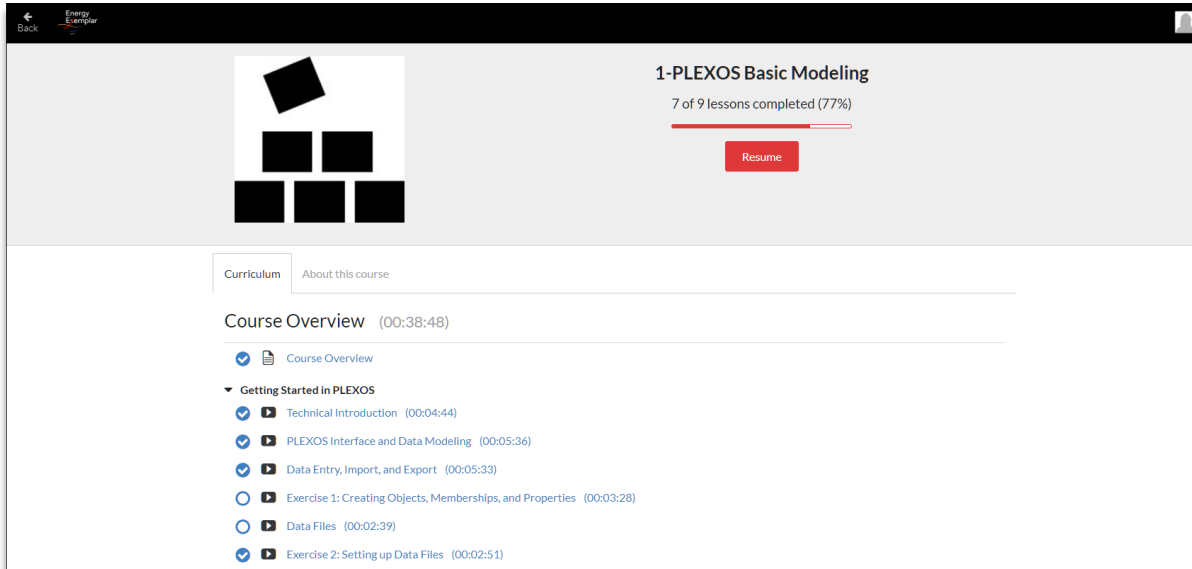 Back
Energy
Exemplar
1-PLEXOS Basic Modeling
7 of 9 lessons completed (77%)
Resume
Curriculum
About this course
Course Overview (00:38:48)
Course Overview
Getting Started in PLEXOS
Technical Introduction (00:04:44)
PLEXOS Interface and Data Modeling (00:05:36)
Data Entry, Import, and Export (00:05:33)
Exercise 1: Creating Objects, Memberships, and Properties (00:03:28)
Data Files (00:02:39)
Exercise 2: Setting up Data Files (00:02:51)